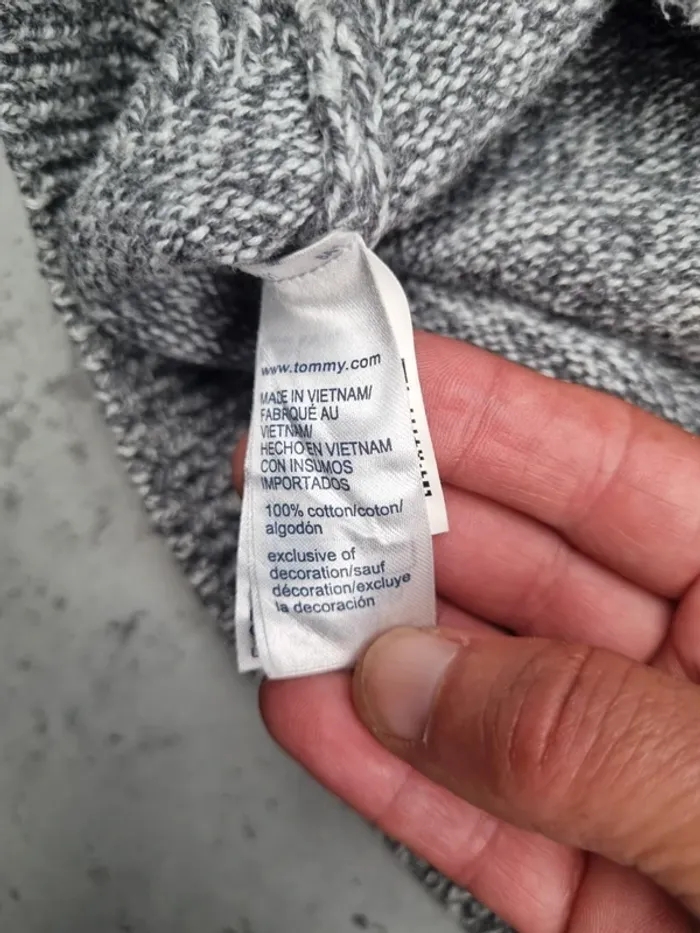 www.tommy.com
MADE IN VIETNAM/
FABRIQUÉ AU
VIETNAM/
HECHO EN VIETNAM
CON INSUMOS
IMPORTADOS
100% cotton/coton/
algodón
exclusive of
decoration/sauf
décoration/excluye
la decoración